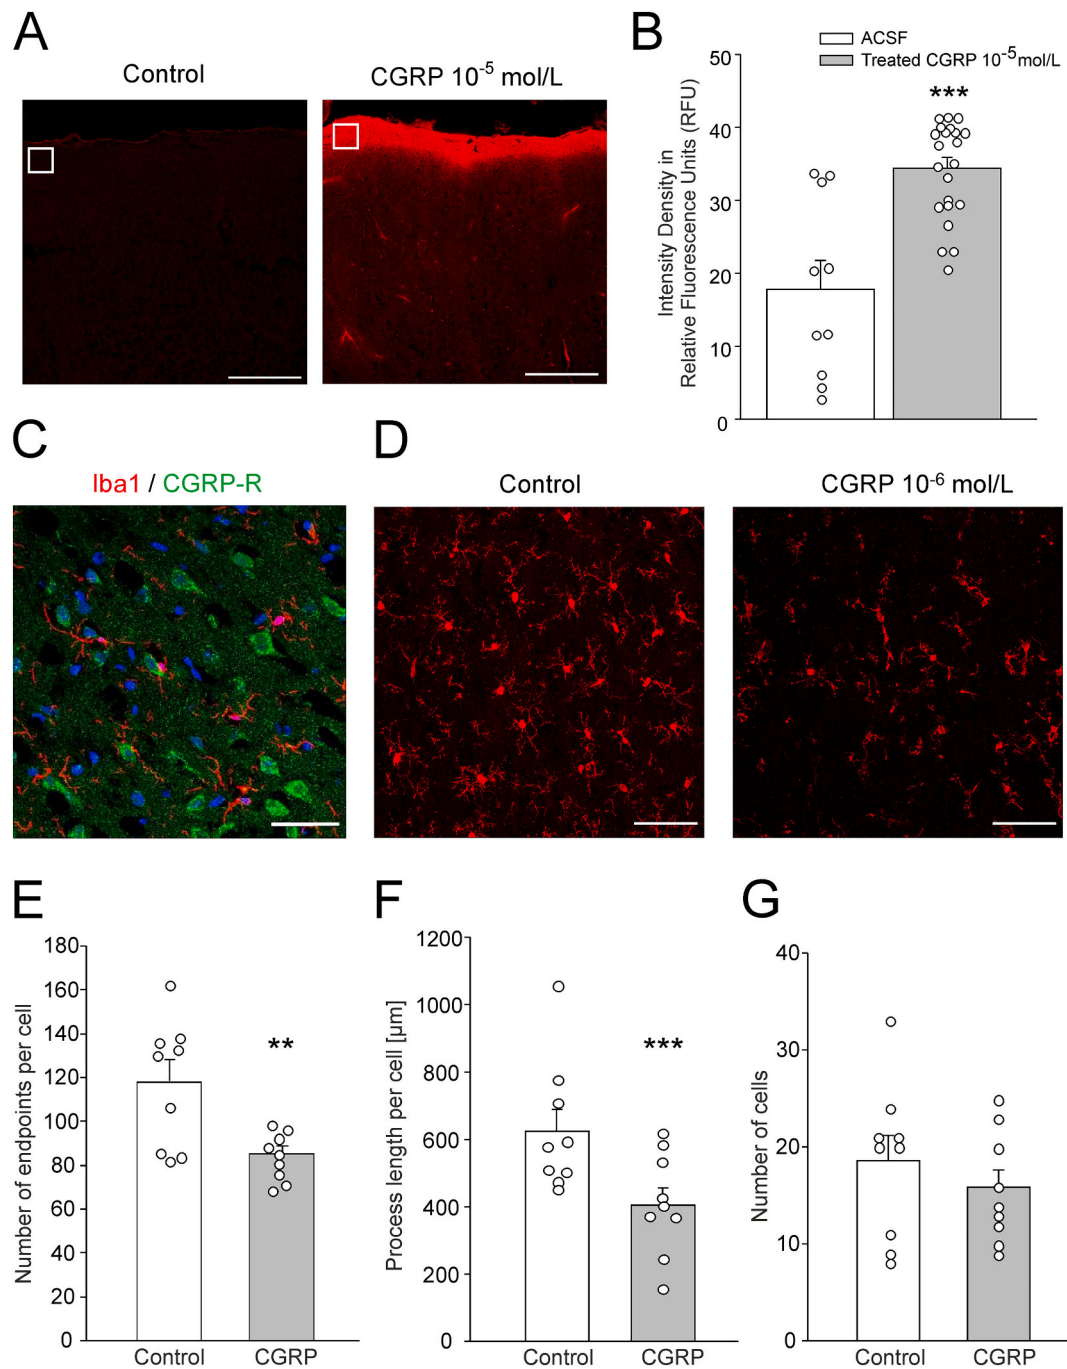 A
Control
CGRP 10⁻⁵ mol/L
B
ACSF
Treated CGRP 10⁻⁵mol/L
***
Intensity Density in
Relative Fluorescence Units (RFU)
50
40
30
20
10
0
C
Iba1 / CGRP-R
D
Control
CGRP 10⁻⁶ mol/L
E
Number of endpoints per cell
180
160
140
120
100
80
60
40
20
0
**
Control
CGRP
F
Process length per cell [µm]
1200
1000
800
600
400
200
0
***
Control
CGRP
G
Number of cells
40
30
20
10
0
Control
CGRP